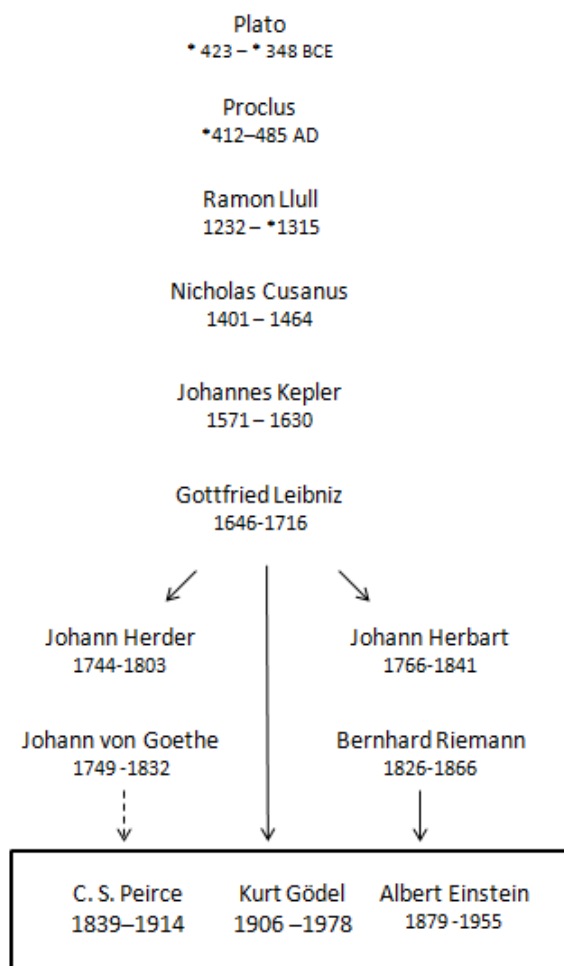 Plato
* 423 – * 348 BCE
Proclus
*412–485 AD
Ramon Llull
1232 – *1315
Nicholas Cusanus
1401 – 1464
Johannes Kepler
1571 – 1630
Gottfried Leibniz
1646-1716
Johann Herder
1744-1803
Johann Herbart
1766-1841
Johann von Goethe
1749 -1832
Bernhard Riemann
1826-1866
C. S. Peirce
1839–1914
Kurt Gödel
1906 –1978
Albert Einstein
1879 -1955